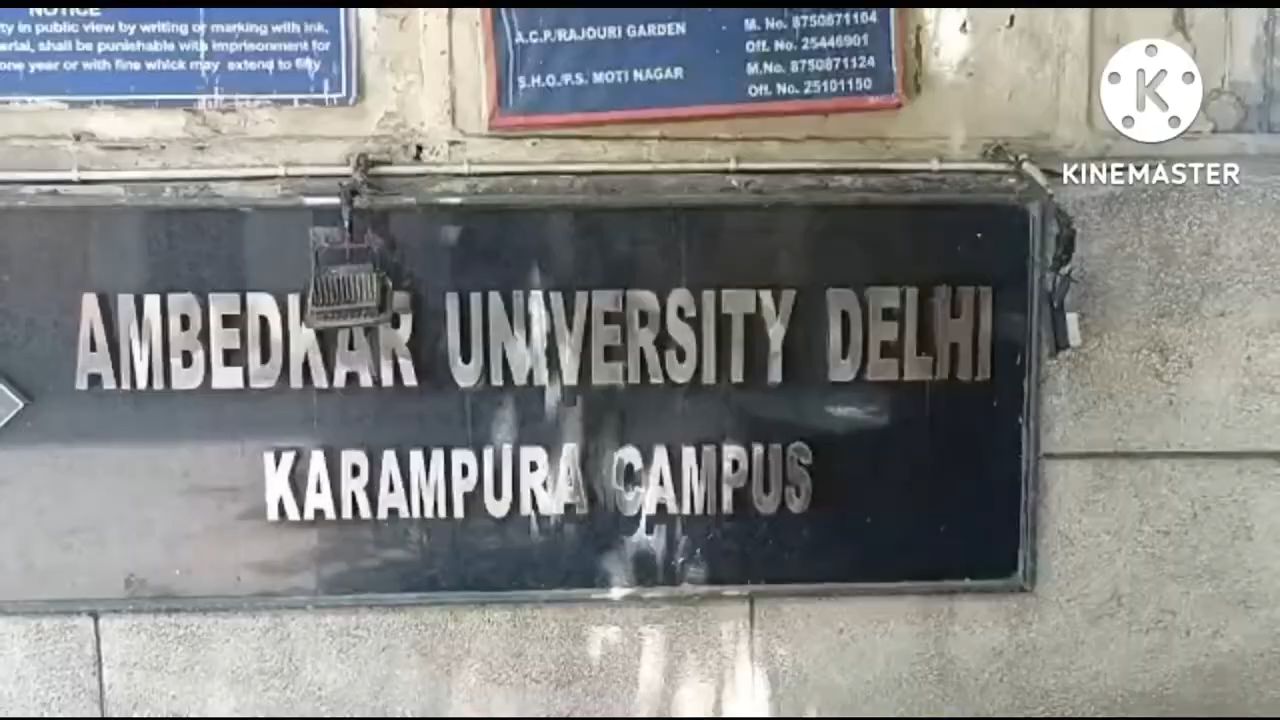 NOTICE
ty in public view by writing or marking with ink,
erial, shall be punishable with imprisonment for
one year or with fine whick may extend to fifty
A.C.P/RAJOURI GARDEN - M. No. 8750871104
Off. No. 25446901
S.H.O./P.S. MOTI NAGAR - M.No. 8750871124
Off. No. 25101150
K
KINEMASTER
AMBEDKAR UNIVERSITY DELHI
KARAMPURA CAMPUS